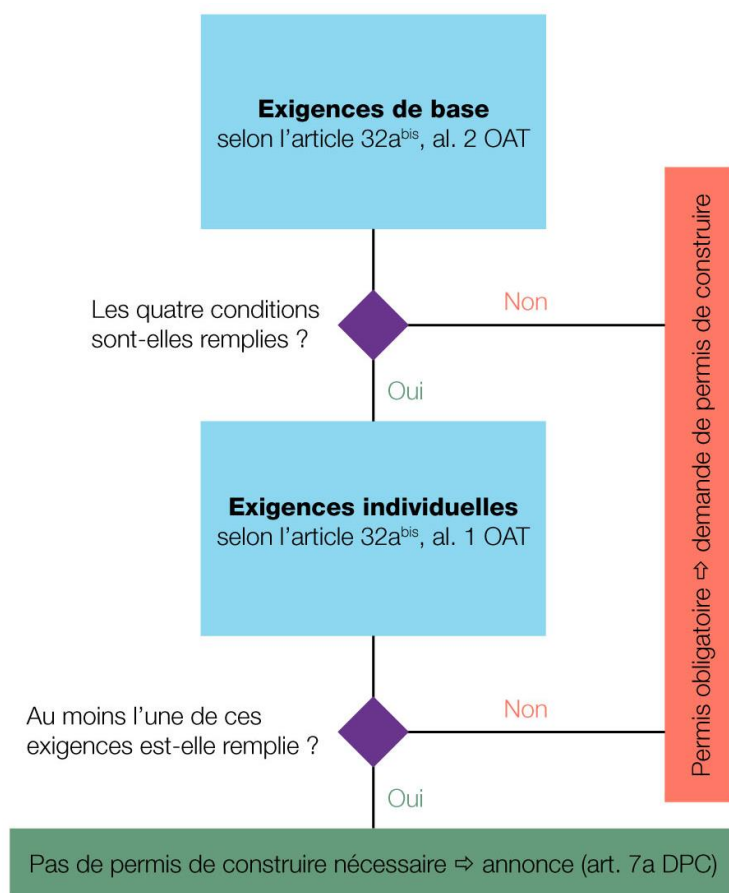 Exigences de base
selon l'article 32a^bis, al. 2 OAT
Les quatre conditions
sont-elles remplies ?
Non
Oui
Exigences individuelles
selon l'article 32a^bis, al. 1 OAT
Au moins l'une de ces
exigences est-elle remplie ?
Non
Oui
Permis obligatoire ⇨ demande de permis de construire
Pas de permis de construire nécessaire ⇨ annonce (art. 7a DPC)